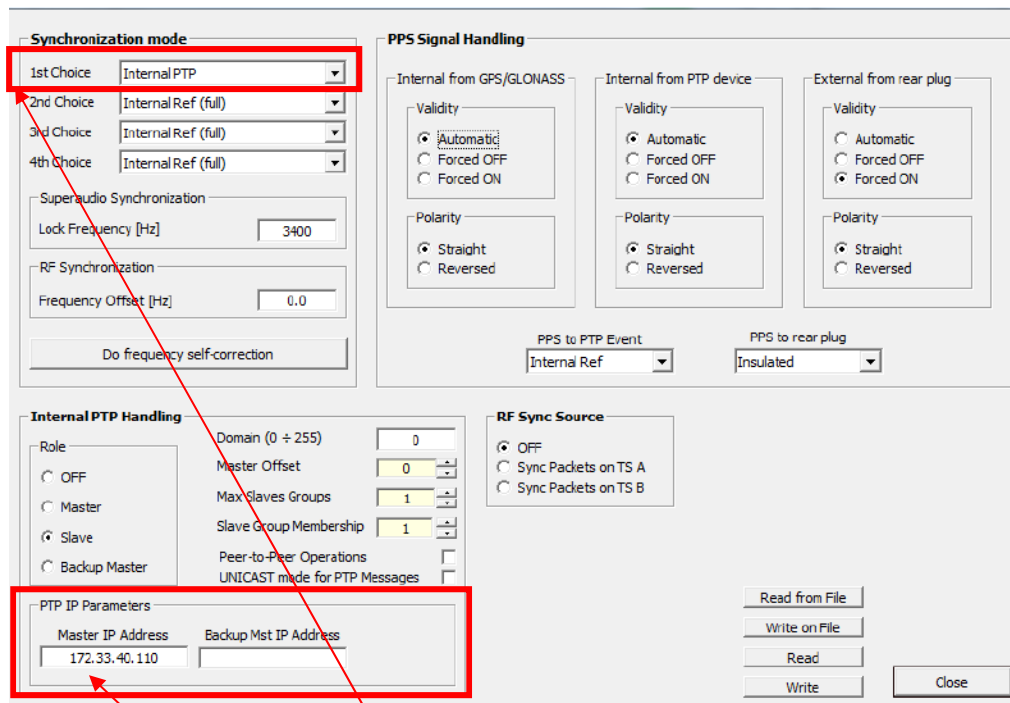 Synchronization mode
1st Choice Internal PTP
2nd Choice Internal Ref (full)
3rd Choice Internal Ref (full)
4th Choice Internal Ref (full)
Superaudio Synchronization
Lock Frequency [Hz] 3400
RF Synchronization
Frequency Offset [Hz] 0.0
Do frequency self-correction
PPS Signal Handling
Internal from GPS/GLONASS
Validity
Automatic
Forced OFF
Forced ON
Polarity
Straight
Reversed
Internal from PTP device
Validity
Automatic
Forced OFF
Forced ON
Polarity
Straight
Reversed
External from rear plug
Validity
Automatic
Forced OFF
Forced ON
Polarity
Straight
Reversed
PPS to PTP Event
Internal Ref
PPS to rear plug
Insulated
Internal PTP Handling
Role
OFF
Master
Slave
Backup Master
Domain (0 ÷ 255) 0
Master Offset 0
Max Slaves Groups 1
Slave Group Membership 1
Peer-to-Peer Operations
UNICAST mode for PTP Messages
PTP IP Parameters
Master IP Address
172.33.40.110
Backup Mst IP Address
RF Sync Source
OFF
Sync Packets on TS A
Sync Packets on TS B
Read from File
Write on File
Read
Write
Close